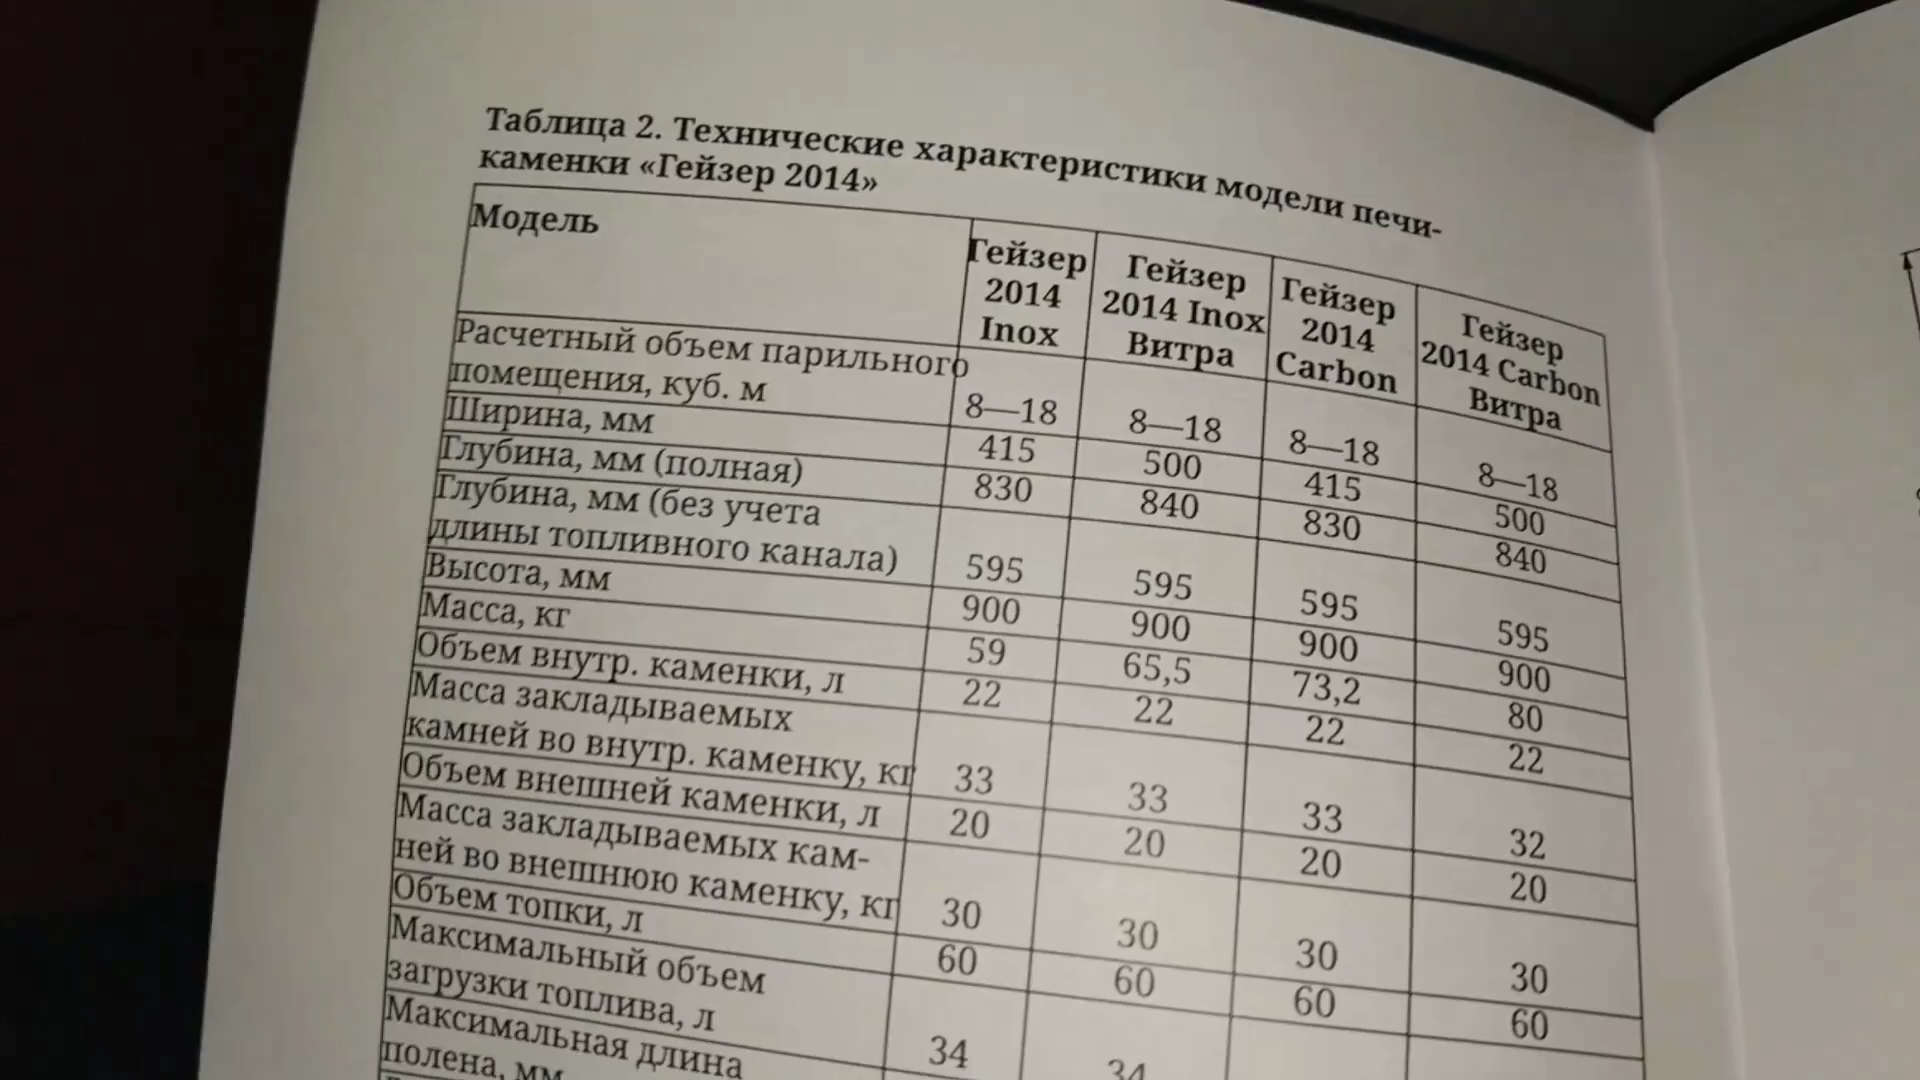 Таблица 2. Технические характеристики модели печи-
каменки «Гейзер 2014»
Модель
Гейзер
2014
Inox
Гейзер
2014 Inox
Витра
Гейзер
2014
Carbon
Гейзер
2014 Carbon
Витра
Расчетный объем парильного
помещения, куб. м 8—18 8—18 8—18 8—18
Ширина, мм 415 500 415 500
Глубина, мм (полная) 830 840 830 840
Глубина, мм (без учета
длины топливного канала) 595 595 595 595
Высота, мм 900 900 900 900
Масса, кг 59 65,5 73,2 80
Объем внутр. каменки, л 22 22 22 22
Масса закладываемых
камней во внутр. каменку, кг 33 33 33 32
Объем внешней каменки, л 20 20 20 20
Масса закладываемых кам-
ней во внешнюю каменку, кг 30 30 30 30
Объем топки, л 60 60 60 60
Максимальный объем
загрузки топлива, л 34 34
Максимальная длина
полена, мм